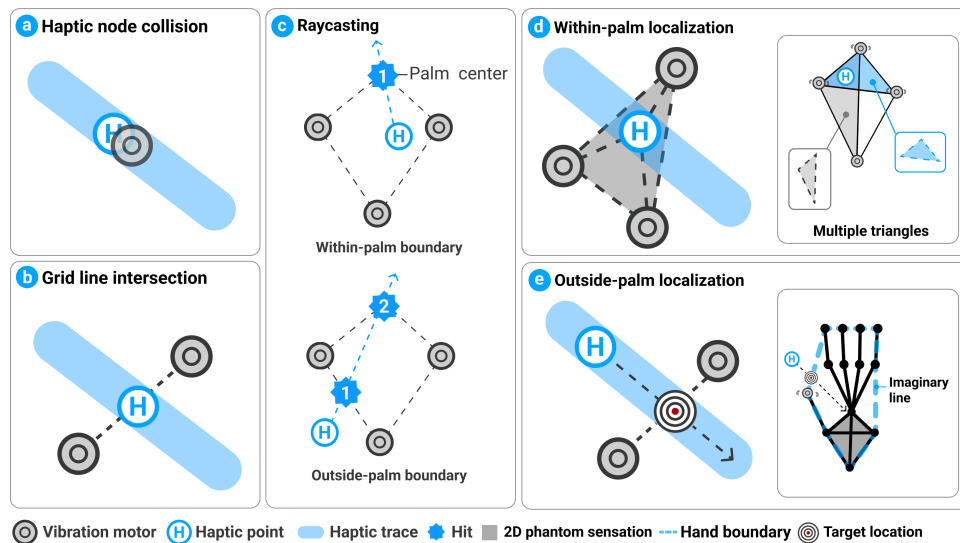 a Haptic node collision
H
b Grid line intersection
H
c Raycasting
1
Palm center
H
Within-palm boundary
2
1
H
Outside-palm boundary
d Within-palm localization
H
H
Multiple triangles
e Outside-palm localization
H
H
Imaginary
line
Vibration motor
H Haptic point
Haptic trace
Hit
2D phantom sensation
Hand boundary
Target location